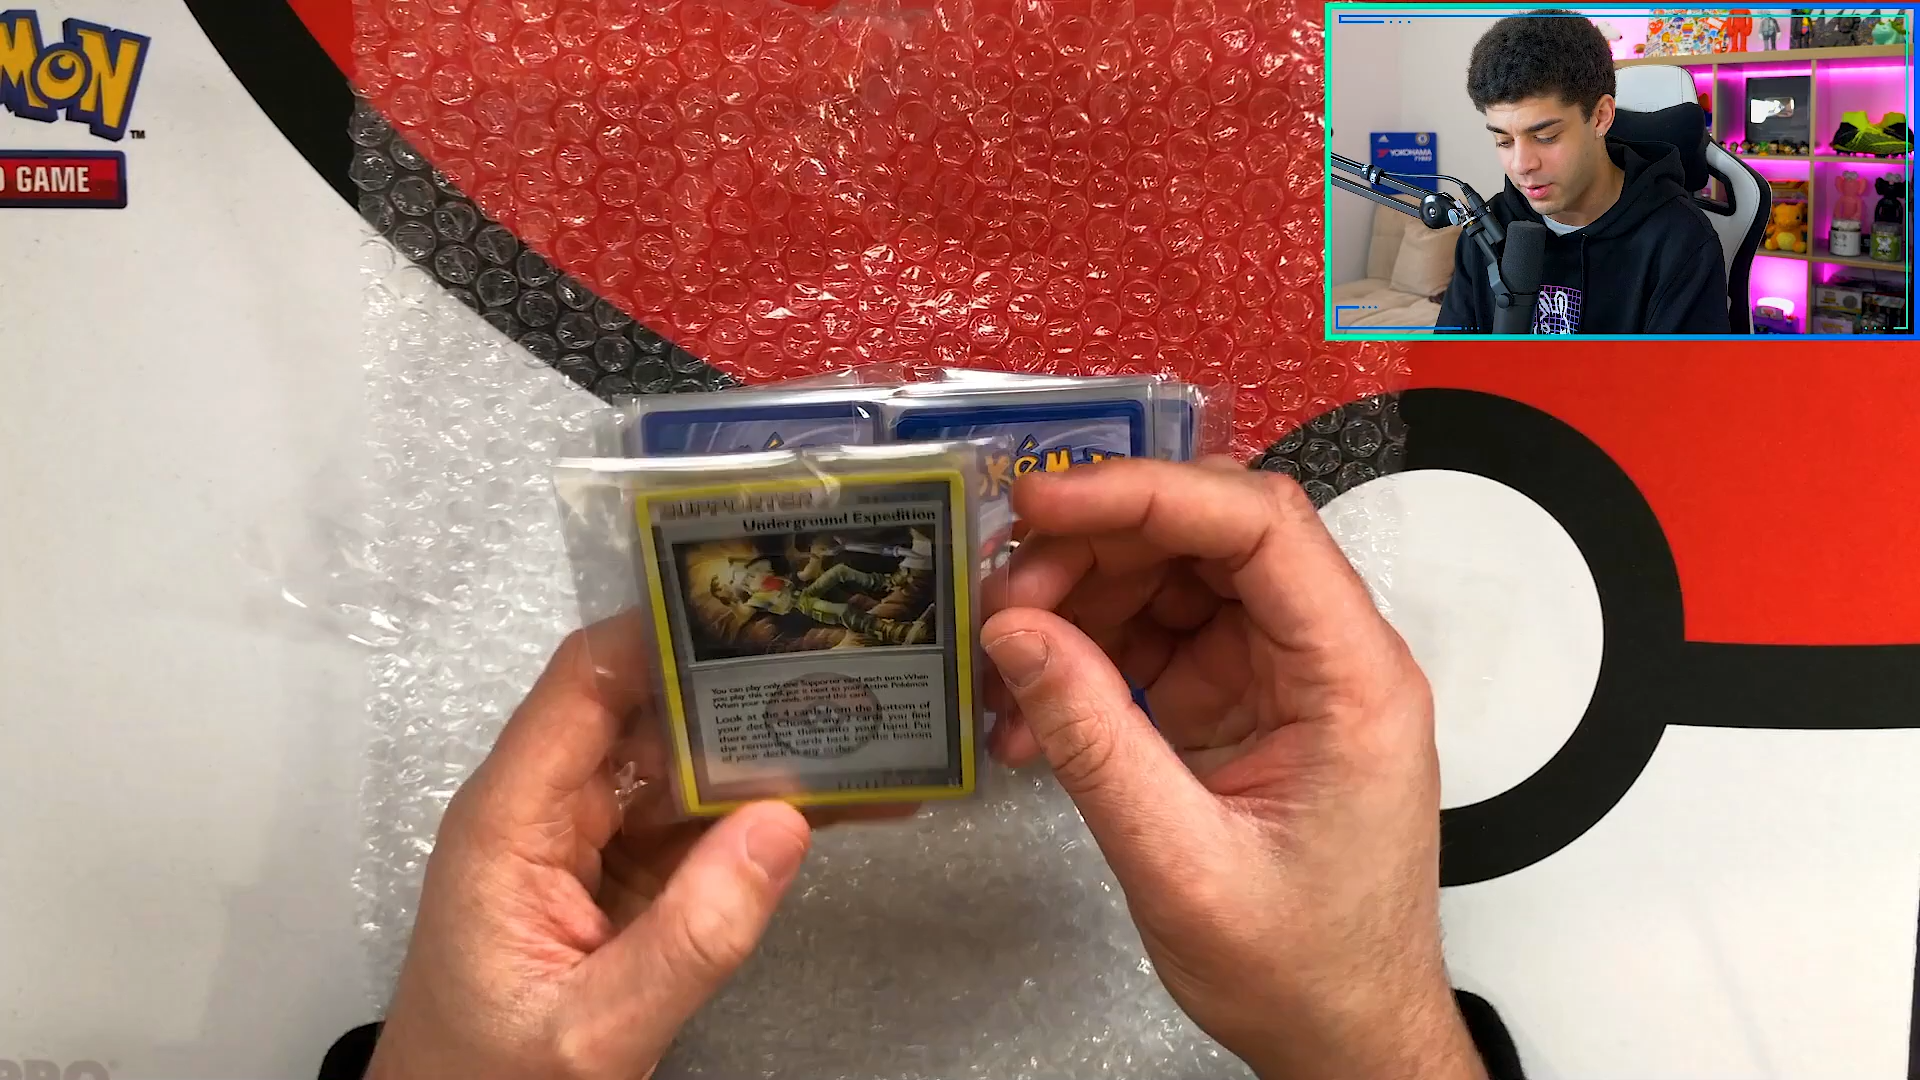 MON
TM
D GAME
YOKOHAMA
SUPPORTER
Underground Expedition
You can play only one Supporter card each turn. When
you play this card, put it next to your Active Pokémon.
When your turn ends, discard this card.
Look at the 4 cards from the bottom of
your deck. Choose any 2 cards you find
there and put them into your hand. Put
the remaining cards back on the bottom
of your deck in any order.